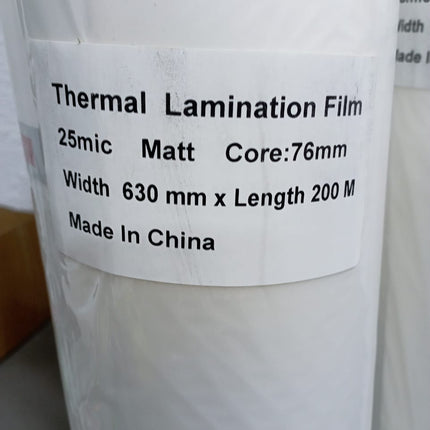 Thermal Lamination Film
25mic Matt Core:76mm
Width 630 mm x Length 200 M
Made In China